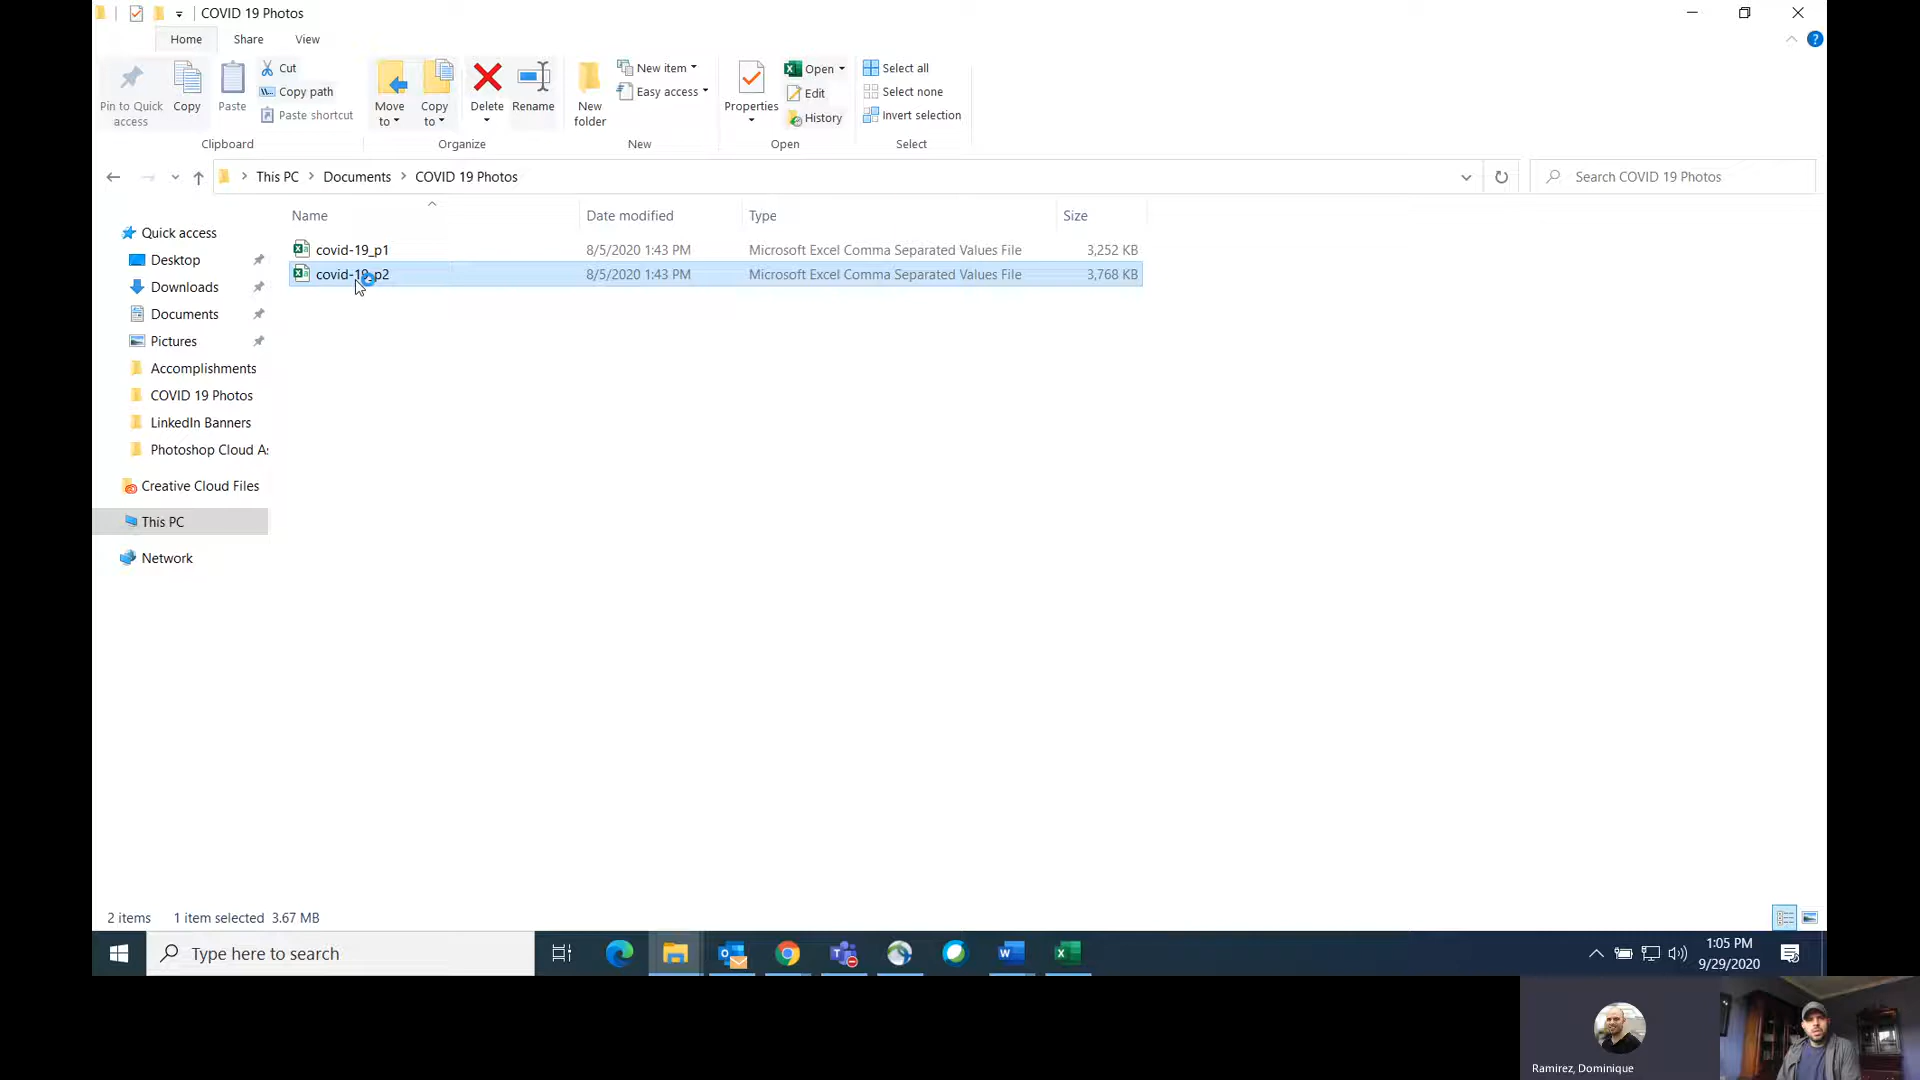 COVID 19 Photos
Home Share View
Pin to Quick access
Copy
Paste
Cut
Copy path
Paste shortcut
Clipboard
Move to
Copy to
Delete
Rename
Organize
New folder
New item
Easy access
New
Properties
Open
Edit
History
Open
Select all
Select none
Invert selection
Select
This PC > Documents > COVID 19 Photos
Search COVID 19 Photos
Name Date modified Type Size
covid-19_p1 8/5/2020 1:43 PM Microsoft Excel Comma Separated Values File 3,252 KB
covid-19_p2 8/5/2020 1:43 PM Microsoft Excel Comma Separated Values File 3,768 KB
Quick access
Desktop
Downloads
Documents
Pictures
Accomplishments
COVID 19 Photos
LinkedIn Banners
Photoshop Cloud As
Creative Cloud Files
This PC
Network
2 items 1 item selected 3.67 MB
Type here to search
1:05 PM
9/29/2020
Ramirez, Dominique